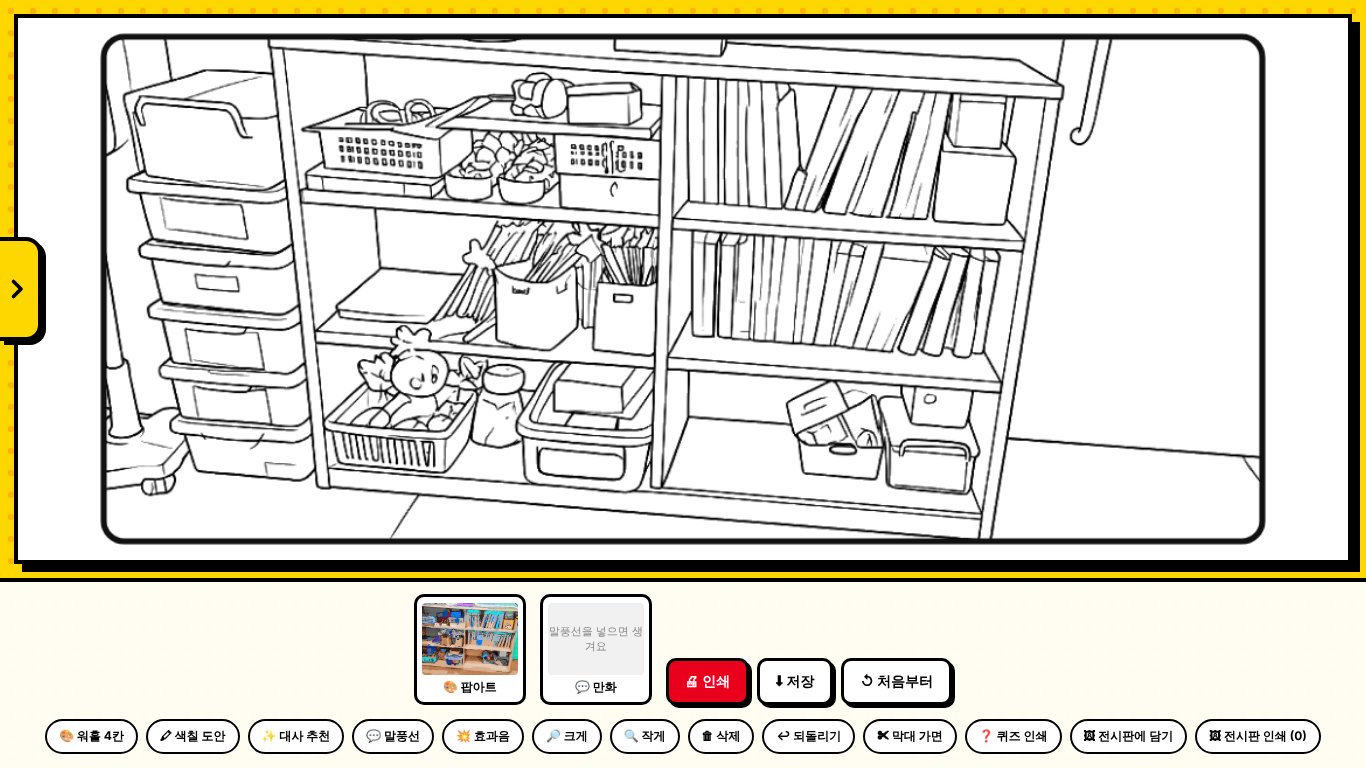 말풍선을 넣으면 생
겨요
🎨 팝아트
💬 만화
🖨 인쇄
⬇ 저장
↺ 처음부터
🎨 워홀 4칸
🖍 색칠 도안
✨ 대사 추천
💬 말풍선
💥 효과음
🔎 크게
🔍 작게
🗑 삭제
↩ 되돌리기
✂ 막대 가면
❓ 퀴즈 인쇄
🖼 전시판에 담기
🖼 전시판 인쇄 (0)